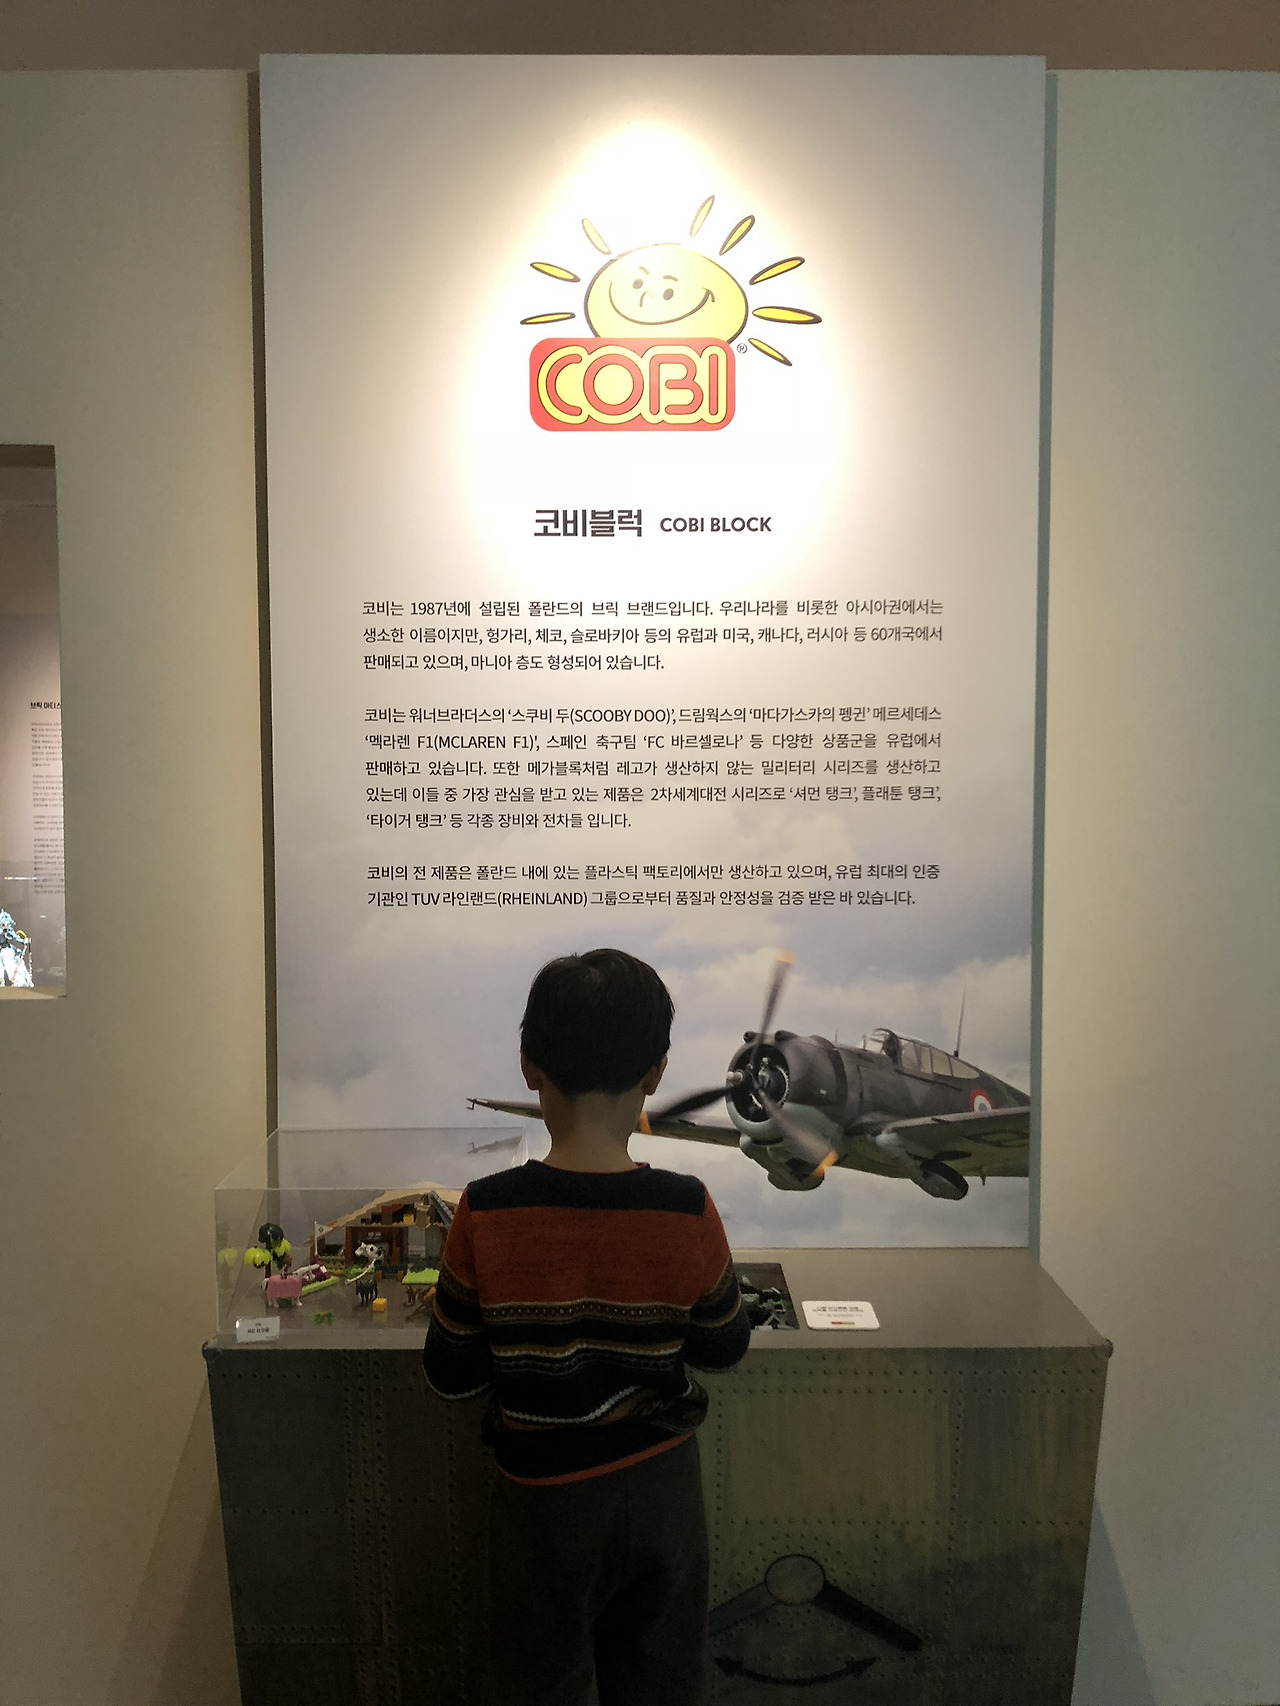 COBI®
코비블럭 COBI BLOCK
코비는 1987년에 설립된 폴란드의 브릭 브랜드입니다. 우리나라를 비롯한 아시아권에서는
생소한 이름이지만, 헝가리, 체코, 슬로바키아 등의 유럽과 미국, 캐나다, 러시아 등 60개국에서
판매되고 있으며, 마니아 층도 형성되어 있습니다.
코비는 워너브라더스의 ‘스쿠비 두(SCOOBY DOO)’, 드림웍스의 ‘마다가스카의 펭귄’ 메르세데스
‘멕라렌 F1(MCLAREN F1)', 스페인 축구팀 ‘FC 바르셀로나’ 등 다양한 상품군을 유럽에서
판매하고 있습니다. 또한 메가블록처럼 레고가 생산하지 않는 밀리터리 시리즈를 생산하고
있는데 이들 중 가장 관심을 받고 있는 제품은 2차세계대전 시리즈로 ‘셔먼 탱크’, 플래툰 탱크’,
‘타이거 탱크’ 등 각종 장비와 전차들 입니다.
코비의 전 제품은 폴란드 내에 있는 플라스틱 팩토리에서만 생산하고 있으며, 유럽 최대의 인증
기관인 TUV 라인랜드(RHEINLAND) 그룹으로부터 품질과 안정성을 검증 받은 바 있습니다.
브릭 아티스